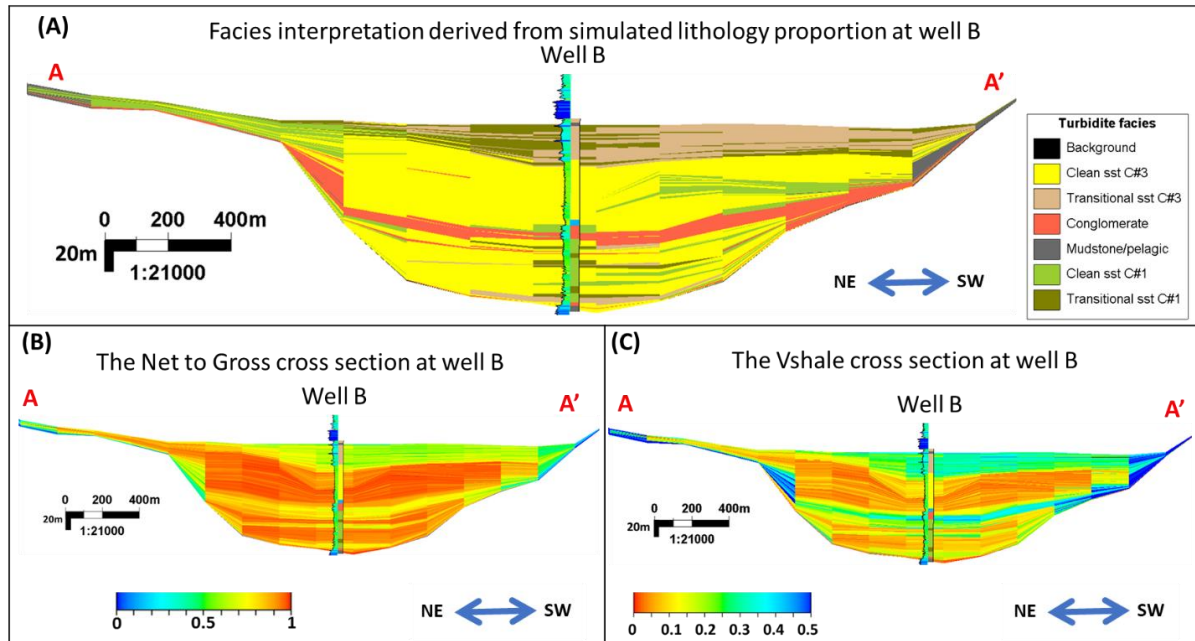 (A)
Facies interpretation derived from simulated lithology proportion at well B
Well B
A
A'
Turbidite facies
Background
Clean sst C#3
Transitional sst C#3
Conglomerate
Mudstone/pelagic
Clean sst C#1
Transitional sst C#1
0 200 400m
20m
1:21000
NE SW
(B)
The Net to Gross cross section at well B
Well B
A
A'
0 200 400m
20m
1:21000
0 0.5 1
NE SW
(C)
The Vshale cross section at well B
Well B
A
A'
0 200 400m
20m
1:21000
0 0.1 0.2 0.3 0.4 0.5
NE SW